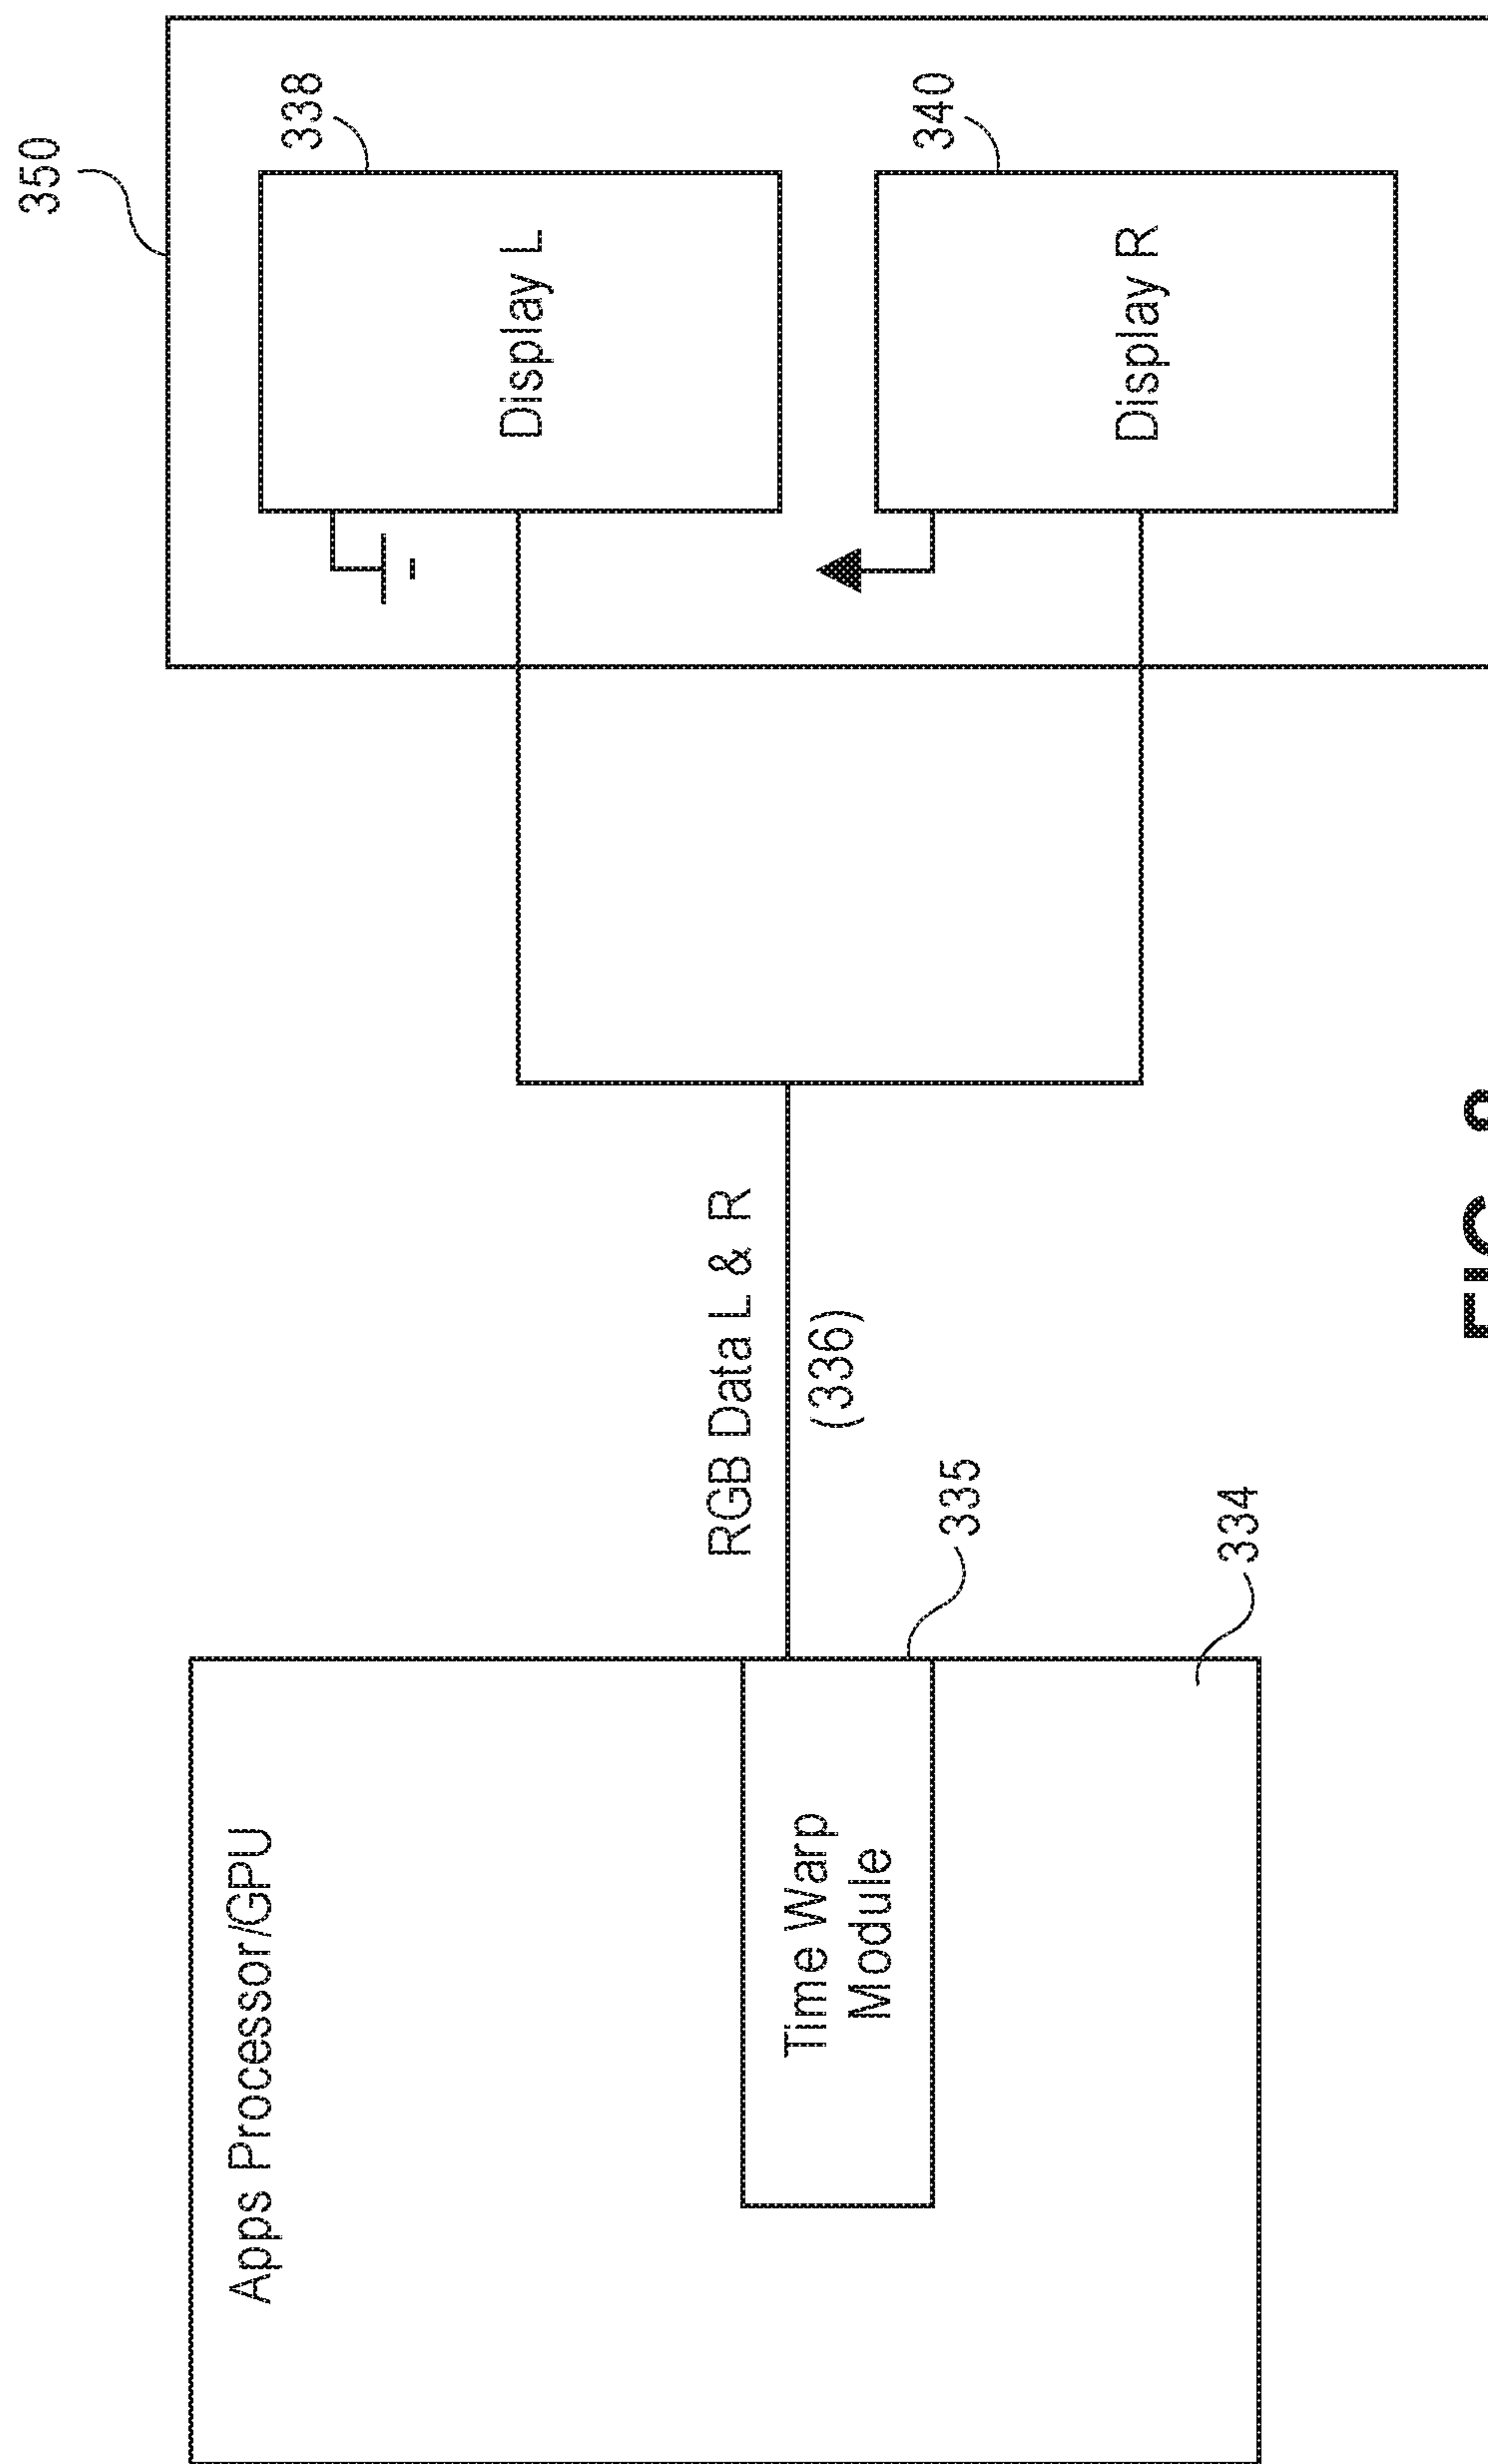 Apps Processor/GPU
Time Warp
Module
335
334
RGB Data L & R
(336)
350
338
Display L
340
Display R